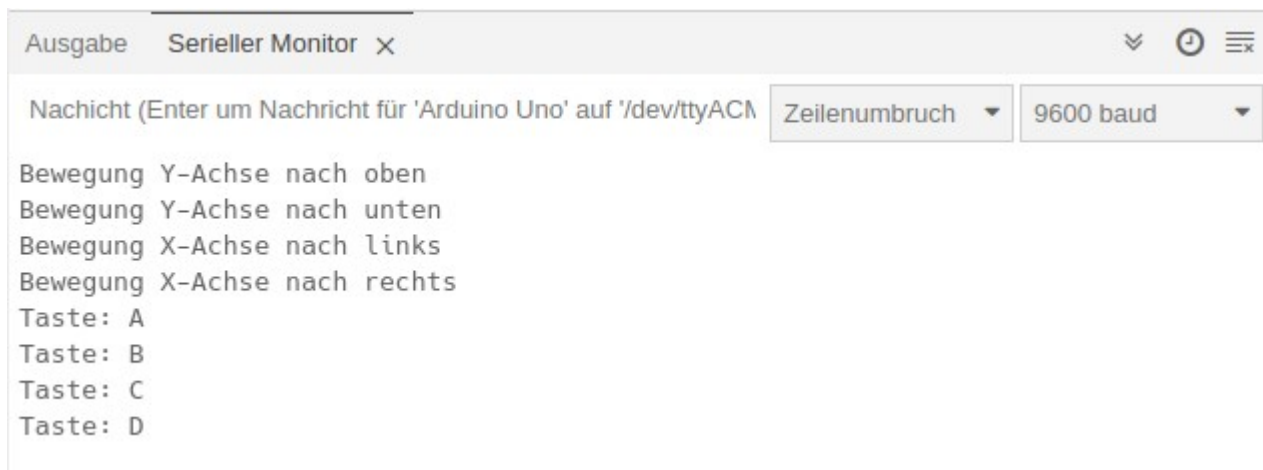 Ausgabe Serieller Monitor
Nachicht (Enter um Nachricht für 'Arduino Uno' auf '/dev/ttyACM Zeilenumbruch 9600 baud
Bewegung Y-Achse nach oben
Bewegung Y-Achse nach unten
Bewegung X-Achse nach links
Bewegung X-Achse nach rechts
Taste: A
Taste: B
Taste: C
Taste: D